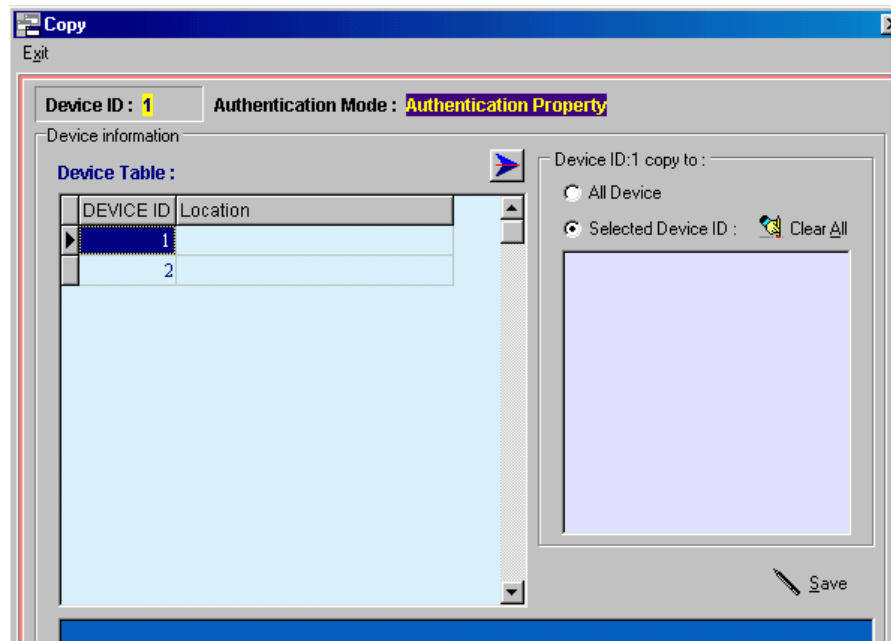 Copy
Exit
Device ID : 1 Authentication Mode : Authentication Property
Device information
Device Table :
DEVICE ID Location
1
2
Device ID:1 copy to :
All Device
Selected Device ID : Clear All
Save